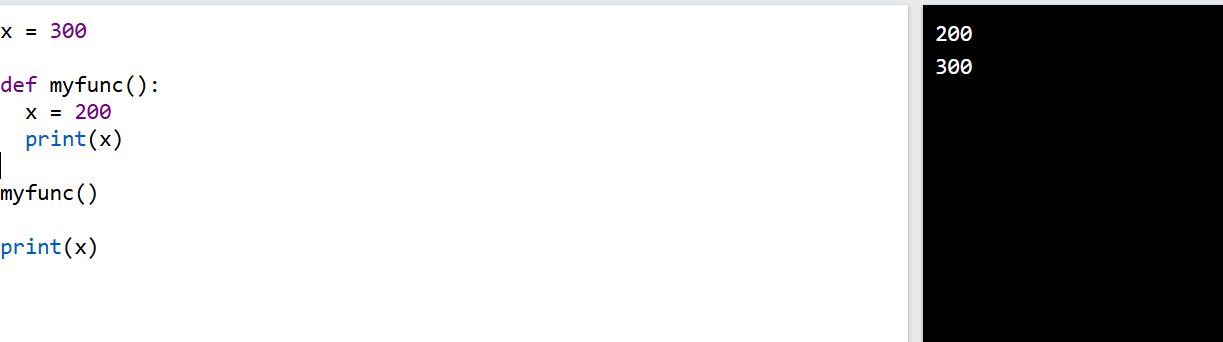 x = 300
def myfunc():
  x = 200
  print(x)
myfunc()
print(x)
200
300